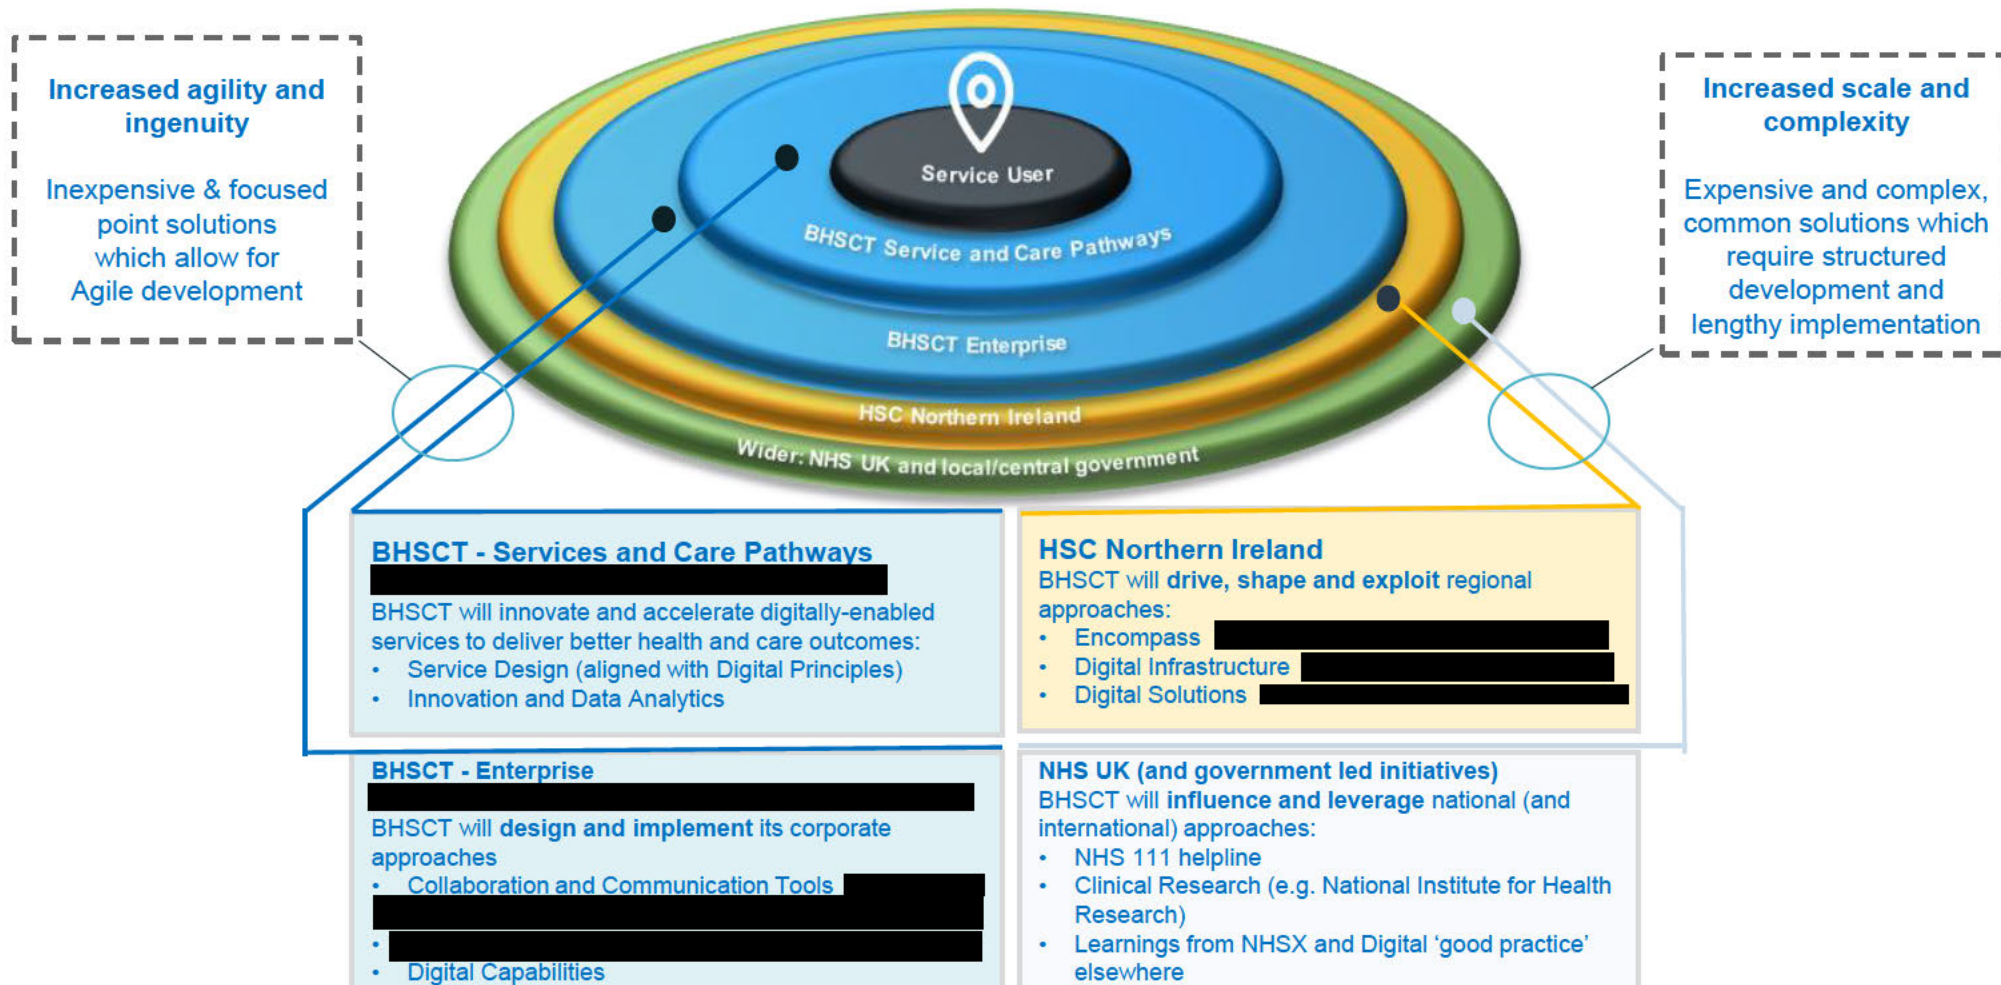 Increased agility and
ingenuity
Inexpensive & focused
point solutions
which allow for
Agile development
Service User
BHSCT Service and Care Pathways
BHSCT Enterprise
HSC Northern Ireland
Wider: NHS UK and local/central government
Increased scale and
complexity
Expensive and complex,
common solutions which
require structured
development and
lengthy implementation
BHSCT - Services and Care Pathways
BHSCT will innovate and accelerate digitally-enabled
services to deliver better health and care outcomes:
• Service Design (aligned with Digital Principles)
• Innovation and Data Analytics
HSC Northern Ireland
BHSCT will drive, shape and exploit regional
approaches:
• Encompass
• Digital Infrastructure
• Digital Solutions
BHSCT - Enterprise
BHSCT will design and implement its corporate
approaches
• Collaboration and Communication Tools
•
• Digital Capabilities
NHS UK (and government led initiatives)
BHSCT will influence and leverage national (and
international) approaches:
• NHS 111 helpline
• Clinical Research (e.g. National Institute for Health
Research)
• Learnings from NHSX and Digital ‘good practice’
elsewhere